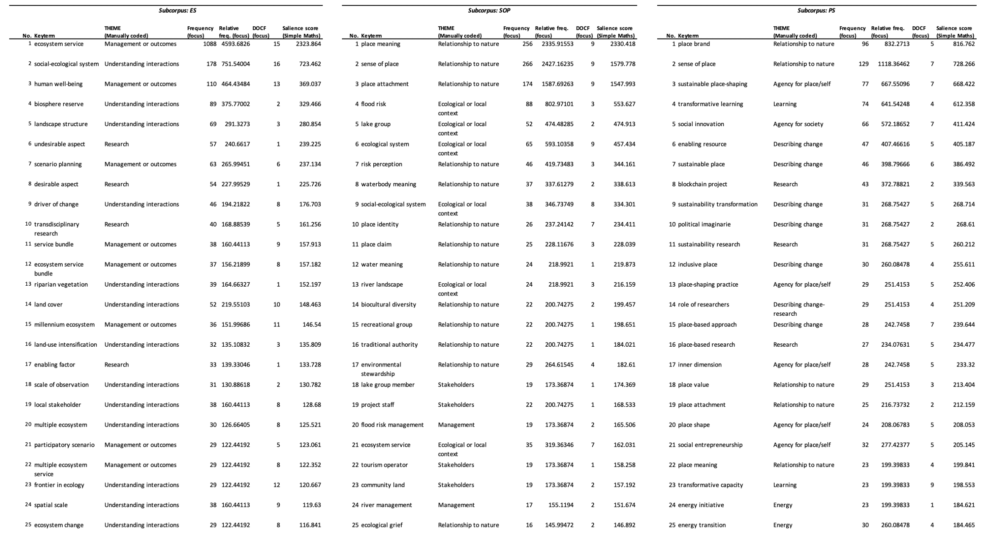 Subcorpus: ES
THEME Frequency Relative DOCF Salience score
No. Keyterm (Manually coded) (focus) freq. (focus) (focus) (Simple Maths)
1 ecosystem service Management or outcomes 1088 4593.6826 15 2323.864
2 social-ecological system Understanding interactions 178 751.54004 16 723.462
3 human well-being Management or outcomes 110 464.43484 13 369.037
4 biosphere reserve Understanding interactions 89 375.77002 2 329.466
5 landscape structure Understanding interactions 69 291.3273 3 280.854
6 undesirable aspect Research 57 240.6617 1 239.225
7 scenario planning Management or outcomes 63 265.99451 6 237.134
8 desirable aspect Research 54 227.99529 1 225.726
9 driver of change Understanding interactions 46 194.21822 8 176.703
10 transdisciplinary Research 40 168.88539 5 161.256
research
11 service bundle Management or outcomes 38 160.44113 9 157.913
12 ecosystem service Management or outcomes 37 156.21899 8 157.182
bundle
13 riparian vegetation Understanding interactions 39 164.66327 1 152.197
14 land cover Understanding interactions 52 219.55103 10 148.463
15 millennium ecosystem Management or outcomes 36 151.99686 11 146.54
16 land-use intensification Understanding interactions 32 135.10832 3 135.809
17 enabling factor Research 33 139.33046 1 133.728
18 scale of observation Understanding interactions 31 130.88618 2 130.782
19 local stakeholder Understanding interactions 38 160.44113 8 128.68
20 multiple ecosystem Understanding interactions 30 126.66405 8 125.521
21 participatory scenario Management or outcomes 29 122.44192 5 123.061
22 multiple ecosystem Management or outcomes 29 122.44192 8 122.352
service
23 frontier in ecology Understanding interactions 29 122.44192 12 120.667
24 spatial scale Understanding interactions 38 160.44113 9 119.63
25 ecosystem change Understanding interactions 29 122.44192 8 116.841
Subcorpus: SOP
THEME Frequency Relative freq. DOCF Salience score
No. Keyterm (Manually coded) (focus) (focus) (focus) (Simple Maths)
1 place meaning Relationship to nature 256 2335.91553 9 2330.418
2 sense of place Relationship to nature 266 2427.16235 9 1579.778
3 place attachment Relationship to nature 174 1587.69263 9 1547.993
4 flood risk Ecological or local 88 802.97101 3 553.627
context
5 lake group Ecological or local 52 474.48285 2 474.913
context
6 ecological system Ecological or local 65 593.10358 9 457.434
context
7 risk perception Relationship to nature 46 419.73483 3 344.161
8 waterbody meaning Relationship to nature 37 337.61279 2 338.613
9 social-ecological system Ecological or local 38 346.73749 8 334.301
context
10 place identity Relationship to nature 26 237.24142 7 234.411
11 place claim Relationship to nature 25 228.11676 3 228.039
12 water meaning Relationship to nature 24 218.9921 1 219.873
13 river landscape Ecological or local 24 218.9921 3 216.159
context
14 biocultural diversity Relationship to nature 22 200.74275 2 199.457
15 recreational group Relationship to nature 22 200.74275 1 198.651
16 traditional authority Relationship to nature 22 200.74275 1 184.021
17 environmental Relationship to nature 29 264.61545 4 182.61
stewardship
18 lake group member Stakeholders 19 173.36874 1 174.369
19 project staff Stakeholders 22 200.74275 1 168.533
20 flood risk management Management 19 173.36874 2 165.506
21 ecosystem service Ecological or local 35 319.36346 7 162.031
context
22 tourism operator Stakeholders 19 173.36874 1 158.258
23 community land Stakeholders 19 173.36874 2 157.192
24 river management Management 17 155.1194 2 151.674
25 ecological grief Relationship to nature 16 145.99472 2 146.892
Subcorpus: PS
THEME Frequency Relative freq. DOCF Salience score
No. Keyterm (Manually coded) (focus) (focus) (focus) (Simple Maths)
1 place brand Relationship to nature 96 832.2713 5 816.762
2 sense of place Relationship to nature 129 1118.36462 7 728.266
3 sustainable place-shaping Agency for place/self 77 667.55096 7 668.422
4 transformative learning Learning 74 641.54248 4 612.358
5 social innovation Agency for society 66 572.18652 7 411.424
6 enabling resource Describing change 47 407.46616 5 405.187
7 sustainable place Describing change 46 398.79666 6 386.492
8 blockchain project Research 43 372.78821 2 339.563
9 sustainability transformation Describing change 31 268.75427 5 268.714
10 political imaginarie Describing change 31 268.75427 2 268.61
11 sustainability research Research 31 268.75427 5 260.212
12 inclusive place Describing change 30 260.08478 4 255.611
13 place-shaping practice Agency for place/self 29 251.4153 5 252.406
14 role of researchers Describing change- 29 251.4153 4 251.209
research
15 place-based approach Describing change 28 242.7458 7 239.644
16 place-based research Research 27 234.07631 5 234.477
17 inner dimension Agency for place/self 28 242.7458 5 233.32
18 place value Relationship to nature 29 251.4153 3 213.404
19 place attachment Relationship to nature 25 216.73732 2 212.159
20 place shape Agency for place/self 24 208.06783 5 208.053
21 social entrepreneurship Agency for place/self 32 277.42377 5 205.145
22 place meaning Relationship to nature 23 199.39833 4 199.841
23 transformative capacity Learning 23 199.39833 9 198.553
24 energy initiative Energy 23 199.39833 1 184.621
25 energy transition Energy 30 260.08478 4 184.465